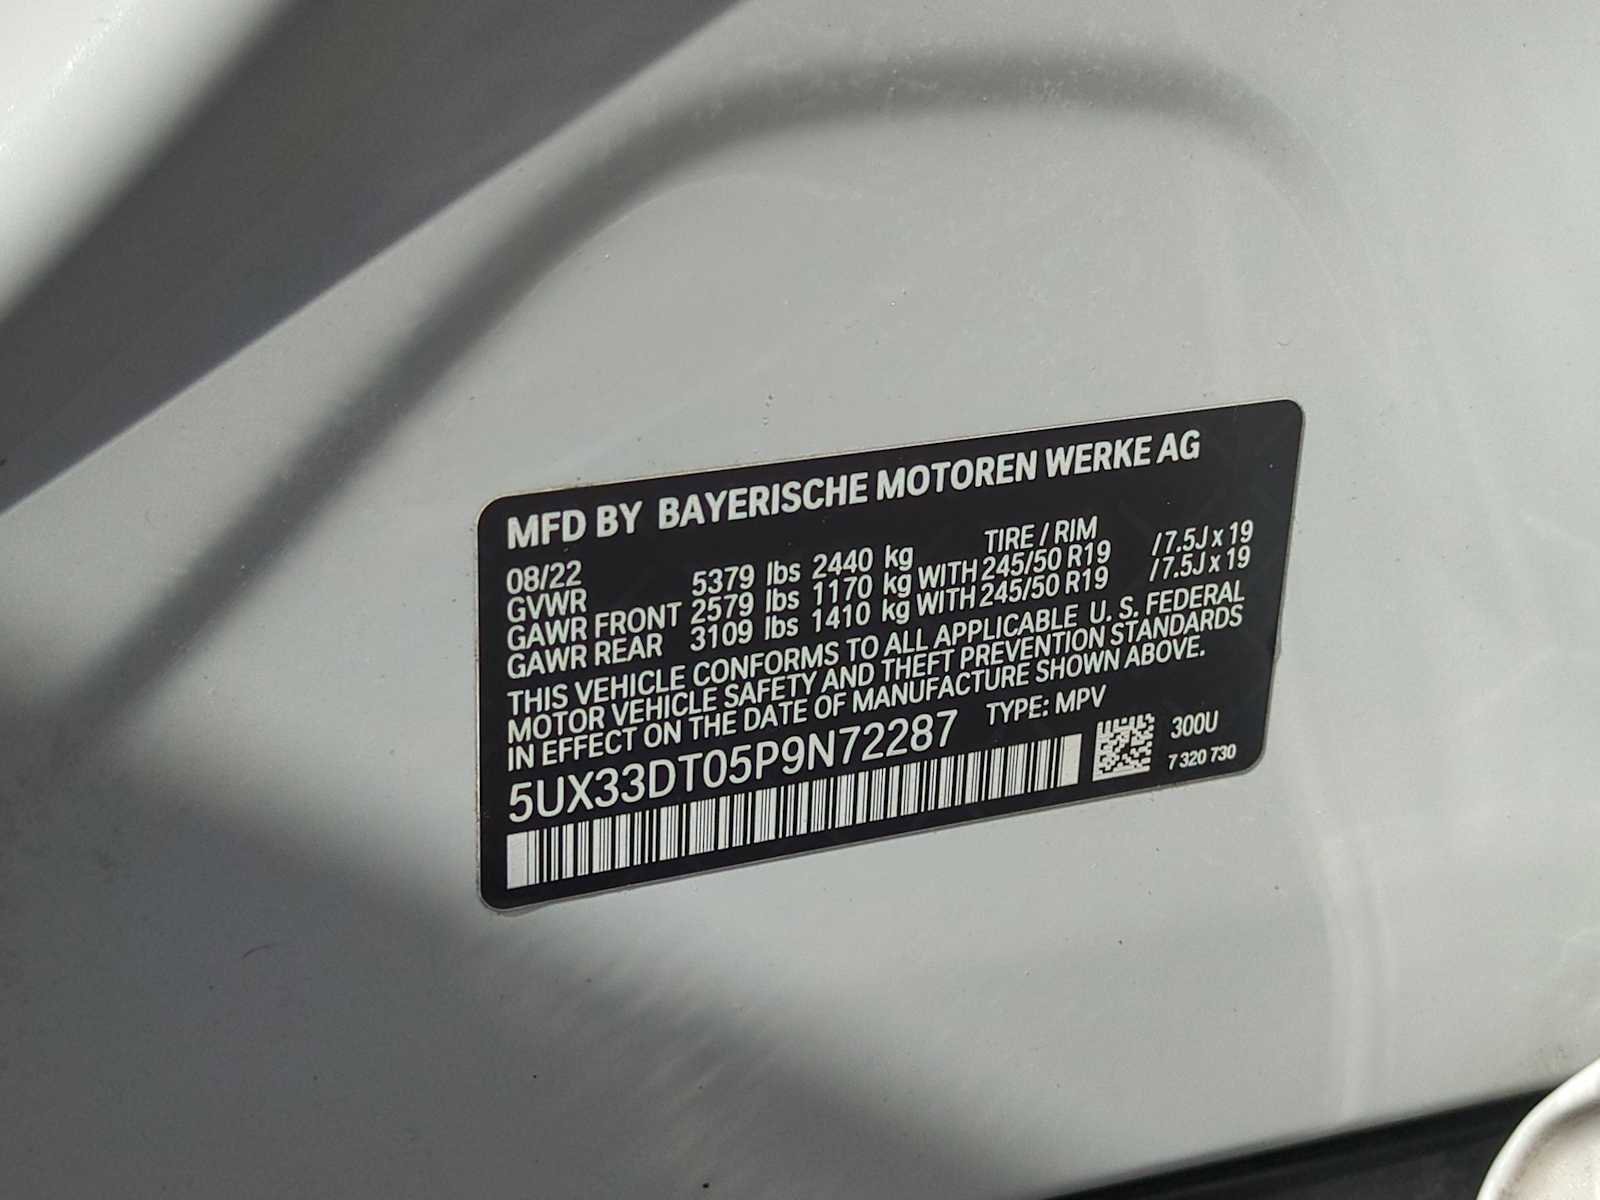 MFD BY BAYERISCHE MOTOREN WERKE AG
08/22 TIRE / RIM
GVWR 5379 lbs 2440 kg
GAWR FRONT 2579 lbs 1170 kg WITH 245/50 R19 / 7.5J x 19
GAWR REAR 3109 lbs 1410 kg WITH 245/50 R19 / 7.5J x 19
THIS VEHICLE CONFORMS TO ALL APPLICABLE U. S. FEDERAL
MOTOR VEHICLE SAFETY AND THEFT PREVENTION STANDARDS
IN EFFECT ON THE DATE OF MANUFACTURE SHOWN ABOVE.
5UX33DT05P9N72287 TYPE: MPV
300U
7 320 730